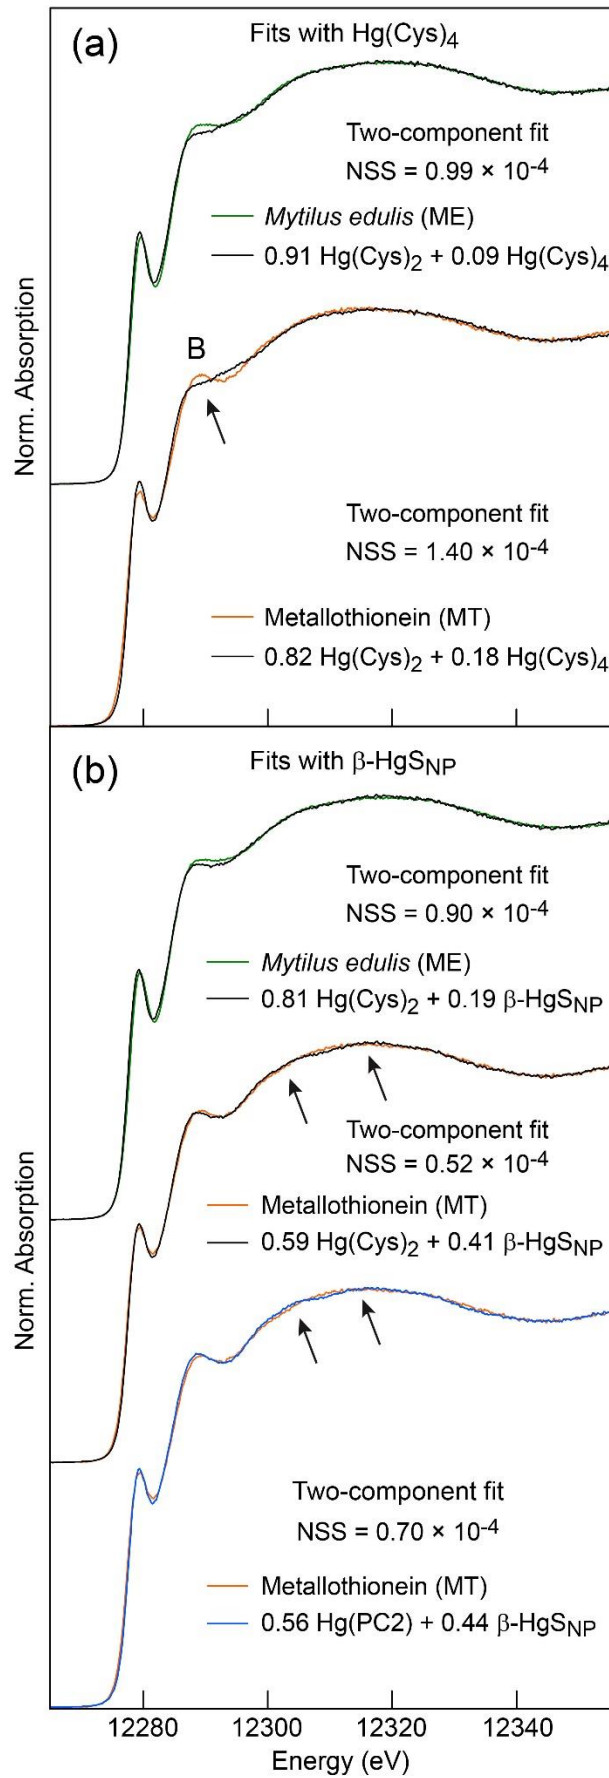 (a)
Fits with Hg(Cys)4
Two-component fit
NSS = 0.99 × 10-4
Mytilus edulis (ME)
0.91 Hg(Cys)2 + 0.09 Hg(Cys)4
B
Norm. Absorption
Two-component fit
NSS = 1.40 × 10-4
Metallothionein (MT)
0.82 Hg(Cys)2 + 0.18 Hg(Cys)4
(b)
Fits with β-HgSNP
Two-component fit
NSS = 0.90 × 10-4
Mytilus edulis (ME)
0.81 Hg(Cys)2 + 0.19 β-HgSNP
Two-component fit
NSS = 0.52 × 10-4
Metallothionein (MT)
0.59 Hg(Cys)2 + 0.41 β-HgSNP
Norm. Absorption
Two-component fit
NSS = 0.70 × 10-4
Metallothionein (MT)
0.56 Hg(PC2) + 0.44 β-HgSNP
12280 12300 12320 12340
Energy (eV)